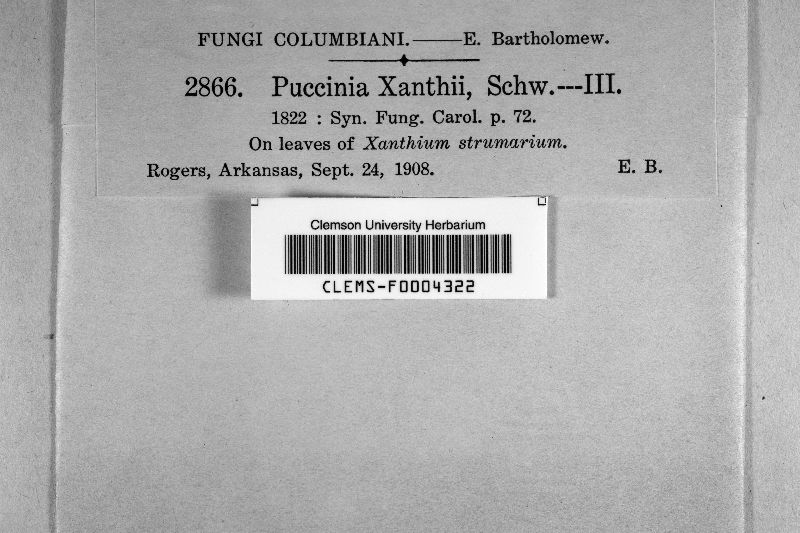 FUNGI COLUMBIANI.——E. Bartholomew.
2866. Puccinia Xanthii, Schw.---III.
1822 : Syn. Fung. Carol. p. 72.
On leaves of Xanthium strumarium.
Rogers, Arkansas, Sept. 24, 1908. E. B.
Clemson University Herbarium
CLEMS-F0004322